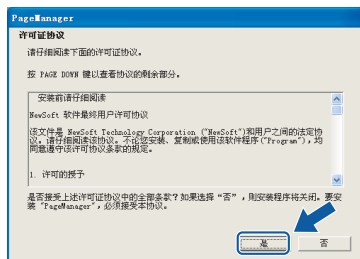 PageManager
许可证协议
请仔细阅读下面的许可证协议。
按 PAGE DOWN 键以查看协议的剩余部分。
安装前请仔细阅读
NewSoft 软件最终用户许可协议
该文件是 NewSoft Technology Corporation ("NewSoft")和用户之间的法定协
议。请仔细阅读该协议。不论您安装、复制或使用该软件程序("Program")，均
同意遵守该许可协议条款的规定。
1. 许可的授予
是否接受上述许可证协议中的全部条款？如果选择“否”，则安装程序将关闭。要安
装“PageManager”，必须接受本协议。
是
否